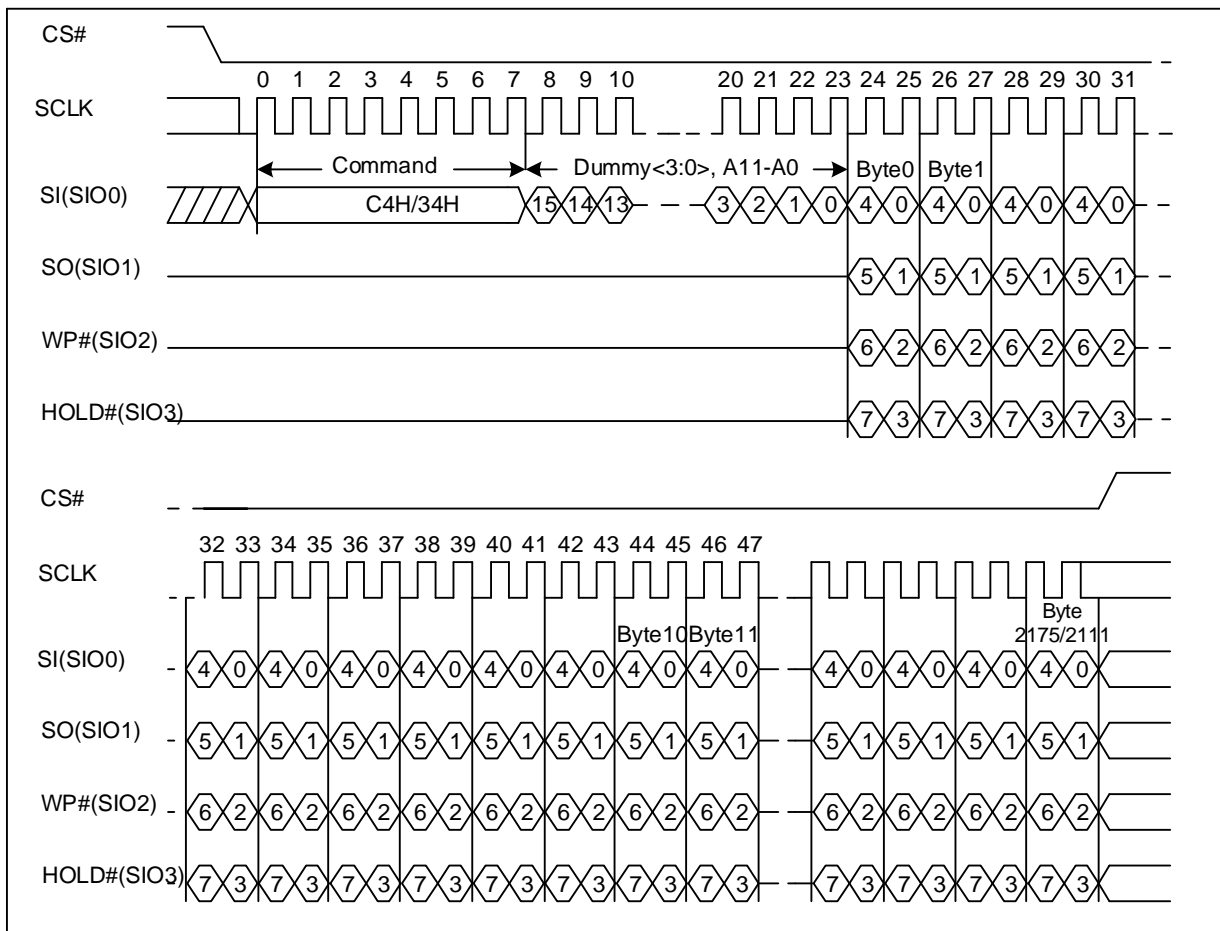 CS#
0 1 2 3 4 5 6 7 8 9 10 20 21 22 23 24 25 26 27 28 29 30 31
SCLK
Command Dummy<3:0>, A11-A0 Byte0 Byte1
SI(SIO0) C4H/34H 15 14 13 3 2 1 0 4 0 4 0 4 0 4 0
SO(SIO1) 5 1 5 1 5 1 5 1
WP#(SIO2) 6 2 6 2 6 2 6 2
HOLD#(SIO3) 7 3 7 3 7 3 7 3
CS#
32 33 34 35 36 37 38 39 40 41 42 43 44 45 46 47
SCLK
Byte10 Byte11 Byte
2175/2111
SI(SIO0) 4 0 4 0 4 0 4 0 4 0 4 0 4 0 4 0 4 0 4 0 4 0 4 0
SO(SIO1) 5 1 5 1 5 1 5 1 5 1 5 1 5 1 5 1 5 1 5 1 5 1 5 1
WP#(SIO2) 6 2 6 2 6 2 6 2 6 2 6 2 6 2 6 2 6 2 6 2 6 2 6 2
HOLD#(SIO3) 7 3 7 3 7 3 7 3 7 3 7 3 7 3 7 3 7 3 7 3 7 3 7 3